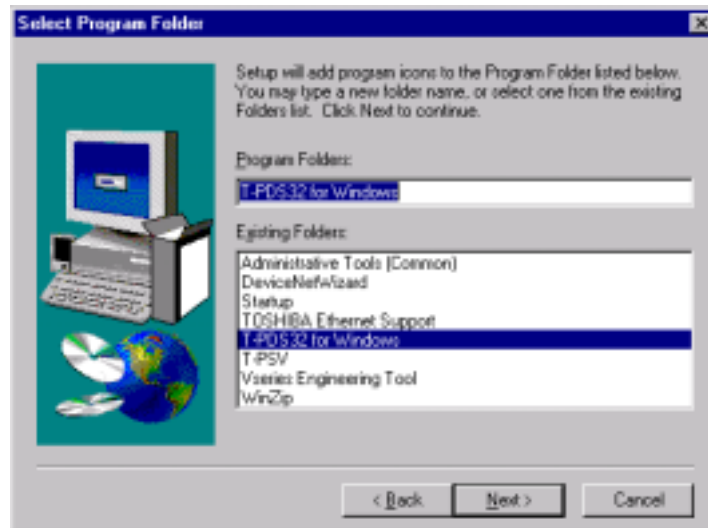 Select Program Folder
Setup will add program icons to the Program Folder listed below.
You may type a new folder name, or select one from the existing
Folders list. Click Next to continue.
Program Folders:
T-PDS32 for Windows
Existing Folders:
Administrative Tools (Common)
DeviceNetWizard
Startup
TOSHIBA Ethernet Support
T-PDS32 for Windows
T-PSV
Vseries Engineering Tool
WinZip
< Back
Next >
Cancel